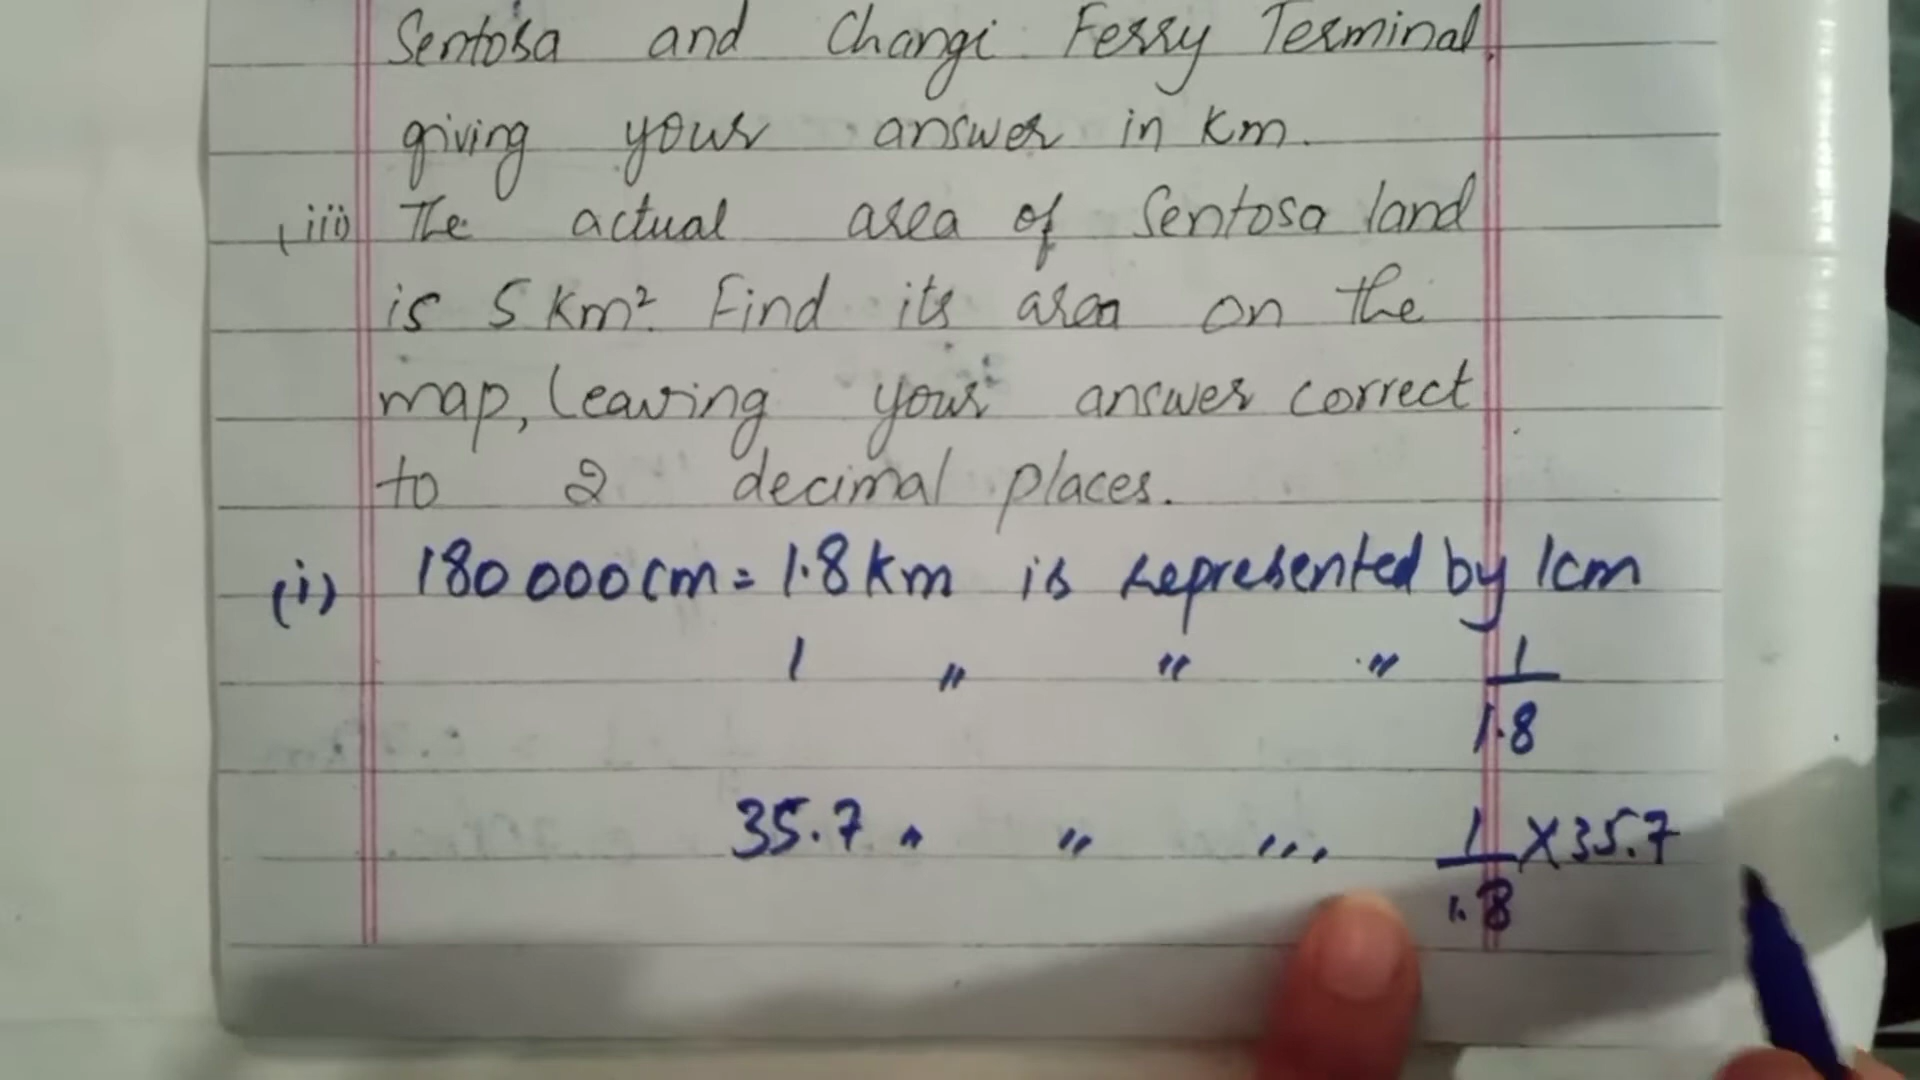 Sentosa and Changi Ferry Terminal,
giving your answer in km.
(iii) The actual area of Sentosa land
is 5 km². Find its area on the
map, leaving your answer correct
to 2 decimal places.
(i) 180 000 cm = 1.8 km is represented by 1cm
1 " " " 1/1.8
35.7 " " " 1/1.8 × 35.7